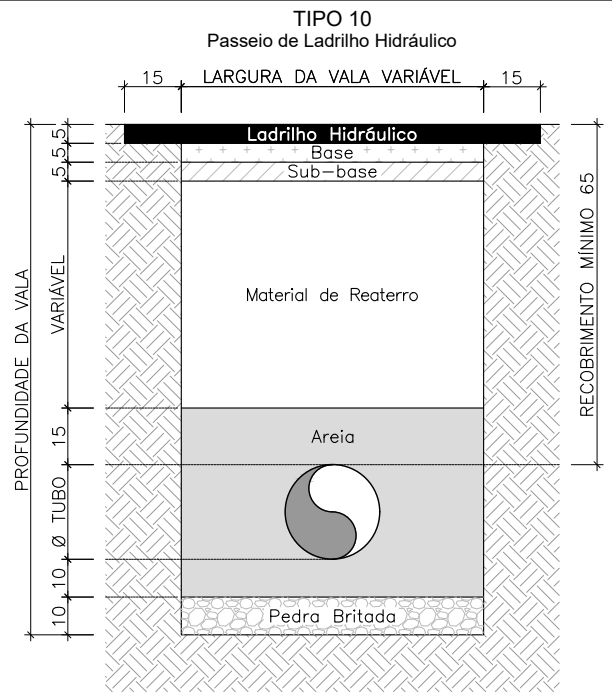 TIPO 10
Passeio de Ladrilho Hidráulico
15
LARGURA DA VALA VARIÁVEL
15
Ladrilho Hidráulico
Base
Sub-base
Material de Reaterro
Areia
Pedra Britada
PROFUNDIDADE DA VALA
5
5
5
VARIÁVEL
15
Ø TUBO
10
10
RECOBRIMENTO MÍNIMO 65